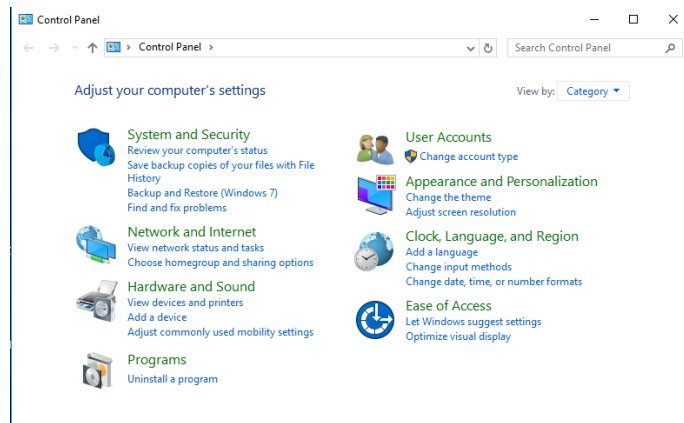 Control Panel
Control Panel
Search Control Panel
Adjust your computer's settings
View by: Category
System and Security
Review your computer's status
Save backup copies of your files with File
History
Backup and Restore (Windows 7)
Find and fix problems
Network and Internet
View network status and tasks
Choose homegroup and sharing options
Hardware and Sound
View devices and printers
Add a device
Adjust commonly used mobility settings
Programs
Uninstall a program
User Accounts
Change account type
Appearance and Personalization
Change the theme
Adjust screen resolution
Clock, Language, and Region
Add a language
Change input methods
Change date, time, or number formats
Ease of Access
Let Windows suggest settings
Optimize visual display